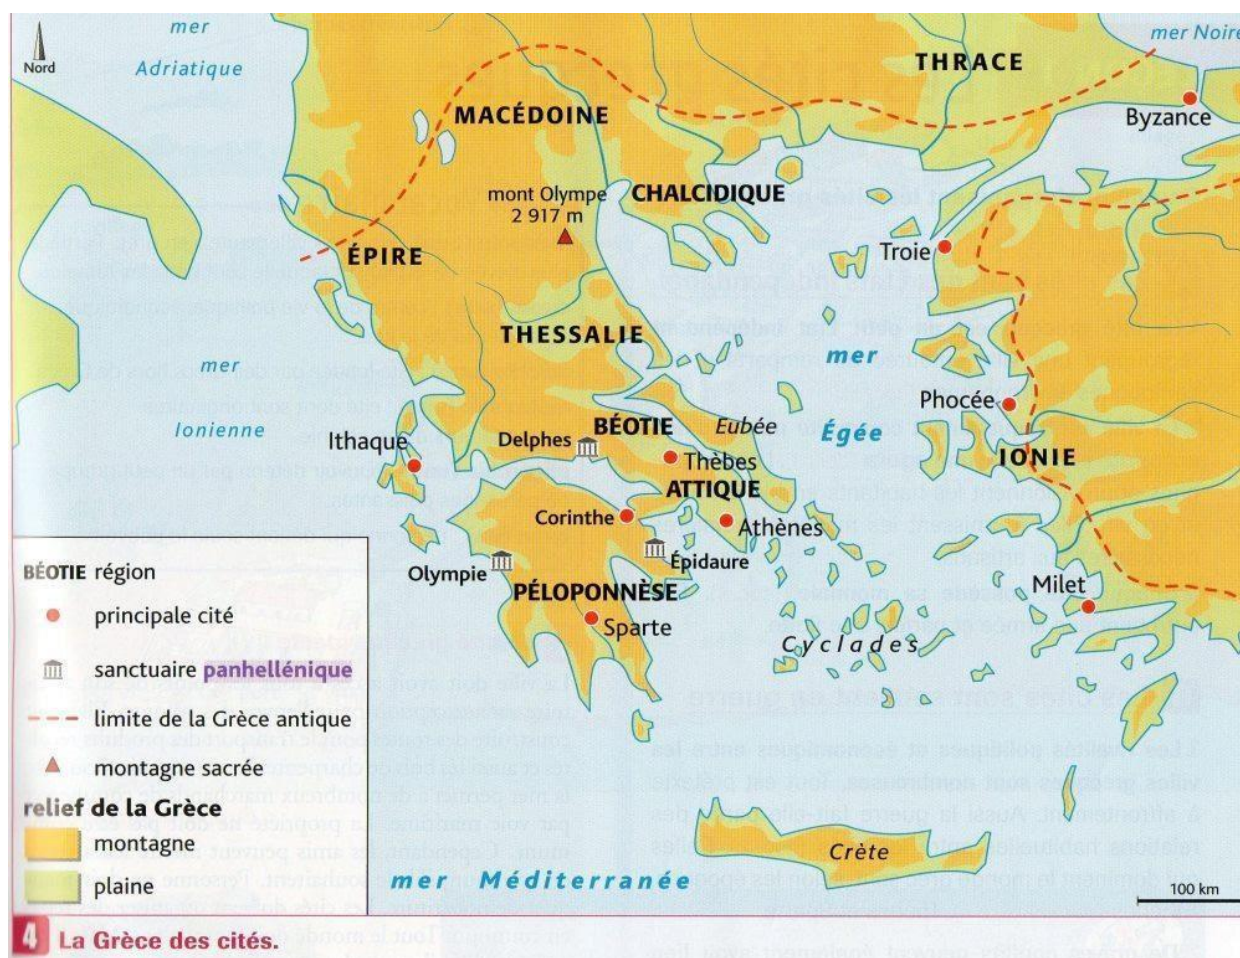 Nord
mer
Adriatique
MACÉDOINE
THRACE
mer Noire
Byzance
mont Olympe
2 917 m
CHALCIDIQUE
ÉPIRE
Troie
THESSALIE
mer
Ionienne
mer
Égée
Phocée
IONIE
Ithaque
Delphes
BÉOTIE
Eubée
Thèbes
ATTIQUE
Corinthe
Athènes
Olympie
Épidaure
PÉLOPONNÈSE
Sparte
Milet
Cyclades
Crète
mer Méditerranée
100 km
BÉOTIE région
principale cité
sanctuaire panhellénique
limite de la Grèce antique
montagne sacrée
relief de la Grèce
montagne
plaine
4 La Grèce des cités.